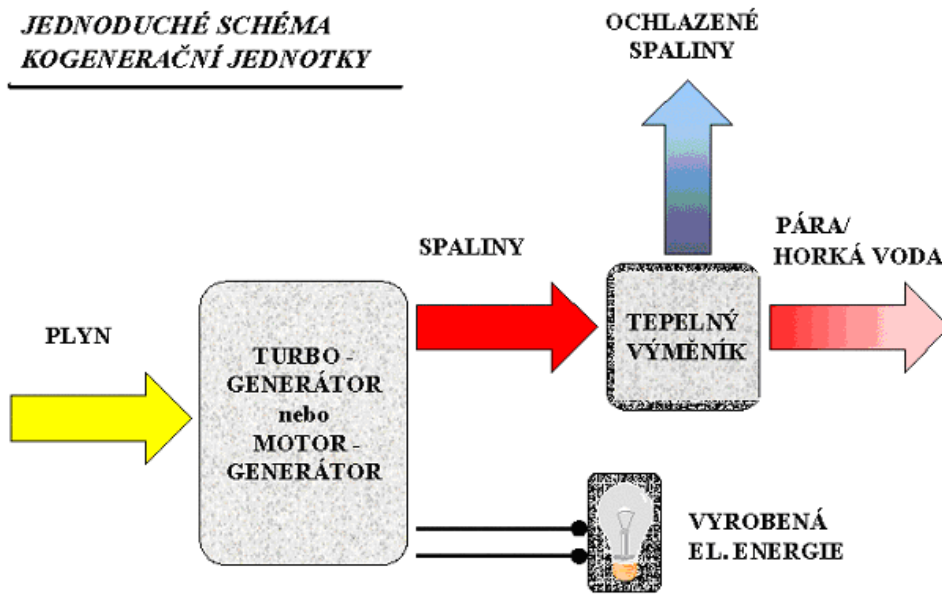 JEDNODUCHÉ SCHÉMA
KOGENERAČNÍ JEDNOTKY
OCHLAZENÉ
SPALINY
SPALINY
PÁRA/
HORKÁ VODA
PLYN
TURBO -
GENERÁTOR
nebo
MOTOR -
GENERÁTOR
TEPELNÝ
VÝMĚNÍK
VYROBENÁ
EL. ENERGIE